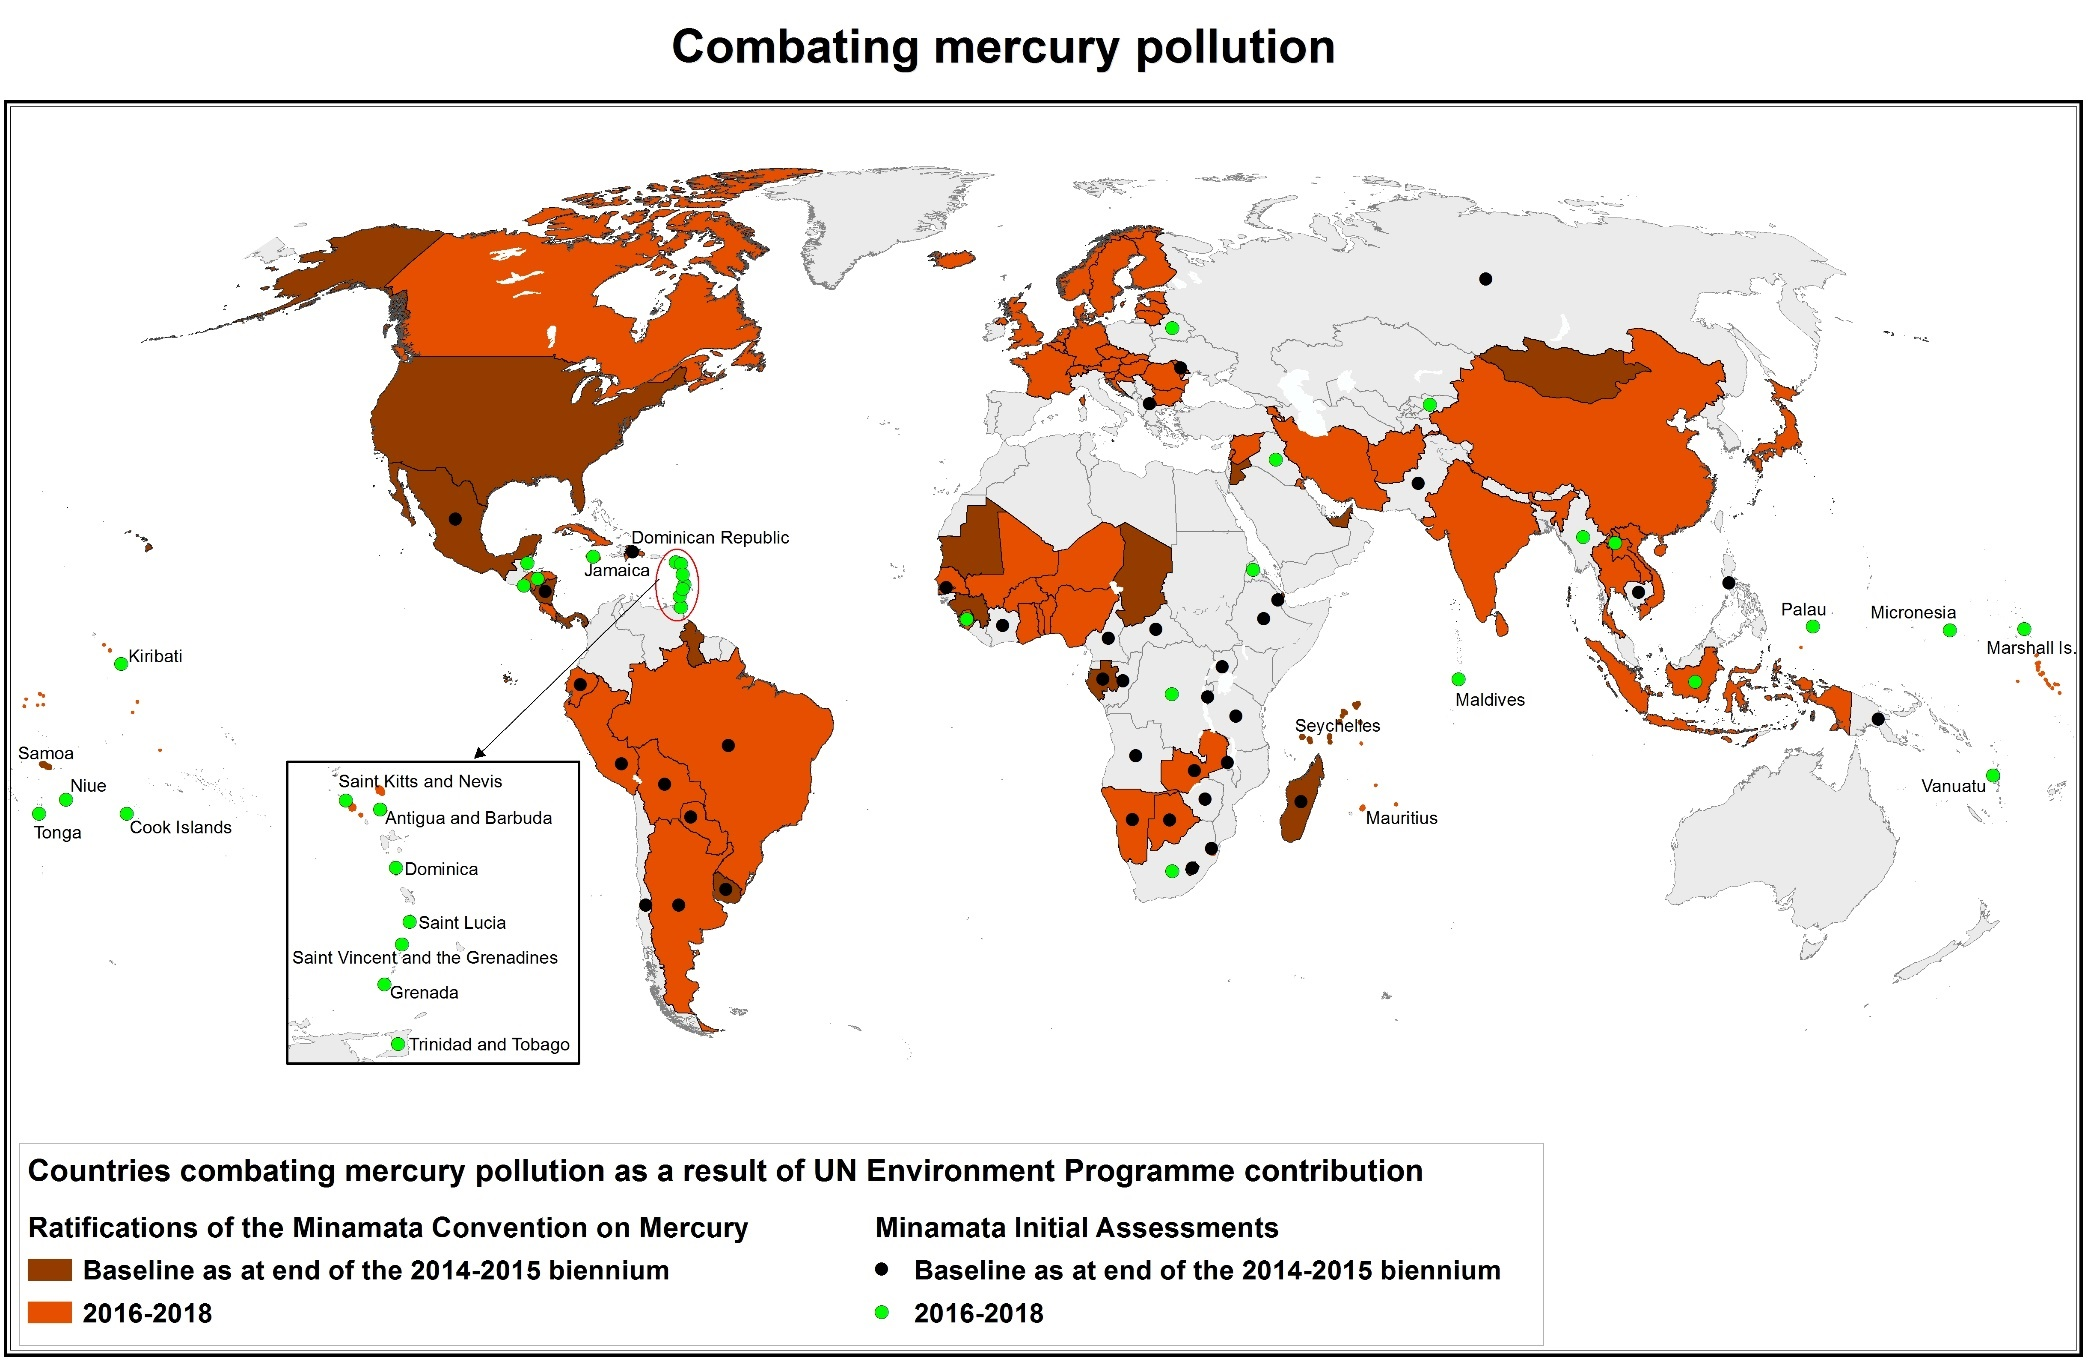 Combating mercury pollution
Dominican Republic
Jamaica
Palau
Micronesia
Marshall Is.
Kiribati
Maldives
Seychelles
Samoa
Niue
Saint Kitts and Nevis
Vanuatu
Tonga
Cook Islands
Antigua and Barbuda
Mauritius
Dominica
Saint Lucia
Saint Vincent and the Grenadines
Grenada
Trinidad and Tobago
Countries combating mercury pollution as a result of UN Environment Programme contribution
Ratifications of the Minamata Convention on Mercury
Baseline as at end of the 2014-2015 biennium
2016-2018
Minamata Initial Assessments
Baseline as at end of the 2014-2015 biennium
2016-2018